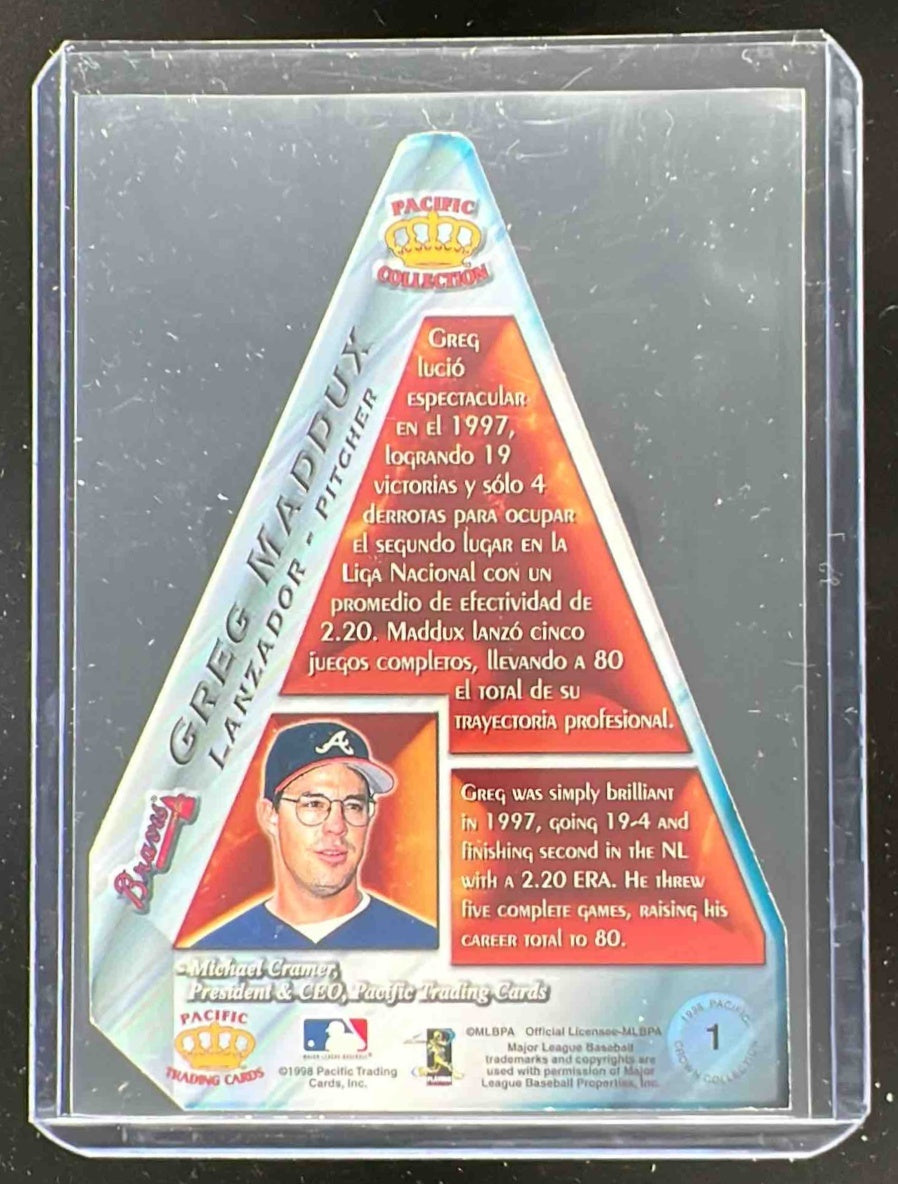 PACIFIC
COLLECTION
GREG MADDUX
LANZADOR - PITCHER
Greg
lució
espectacular
en el 1997,
logrando 19
victorias y sólo 4
derrotas para ocupar
el segundo lugar en la
Liga Nacional con un
promedio de efectividad de
2.20. Maddux lanzó cinco
juegos completos, llevando a 80
el total de su
trayectoria profesional.
Braves
Greg was simply brilliant
in 1997, going 19-4 and
finishing second in the NL
with a 2.20 ERA. He threw
five complete games, raising his
career total to 80.
-Michael Cramer,
President & CEO, Pacific Trading Cards
PACIFIC
TRADING CARDS
MAJOR LEAGUE BASEBALL
©1998 Pacific Trading
Cards, Inc.
©MLBPA Official Licensee-MLBPA
Major League Baseball
trademarks and copyrights are
used with permission of Major
League Baseball Properties, Inc.
1998 PACIFIC
1
CROWN COLLECTION